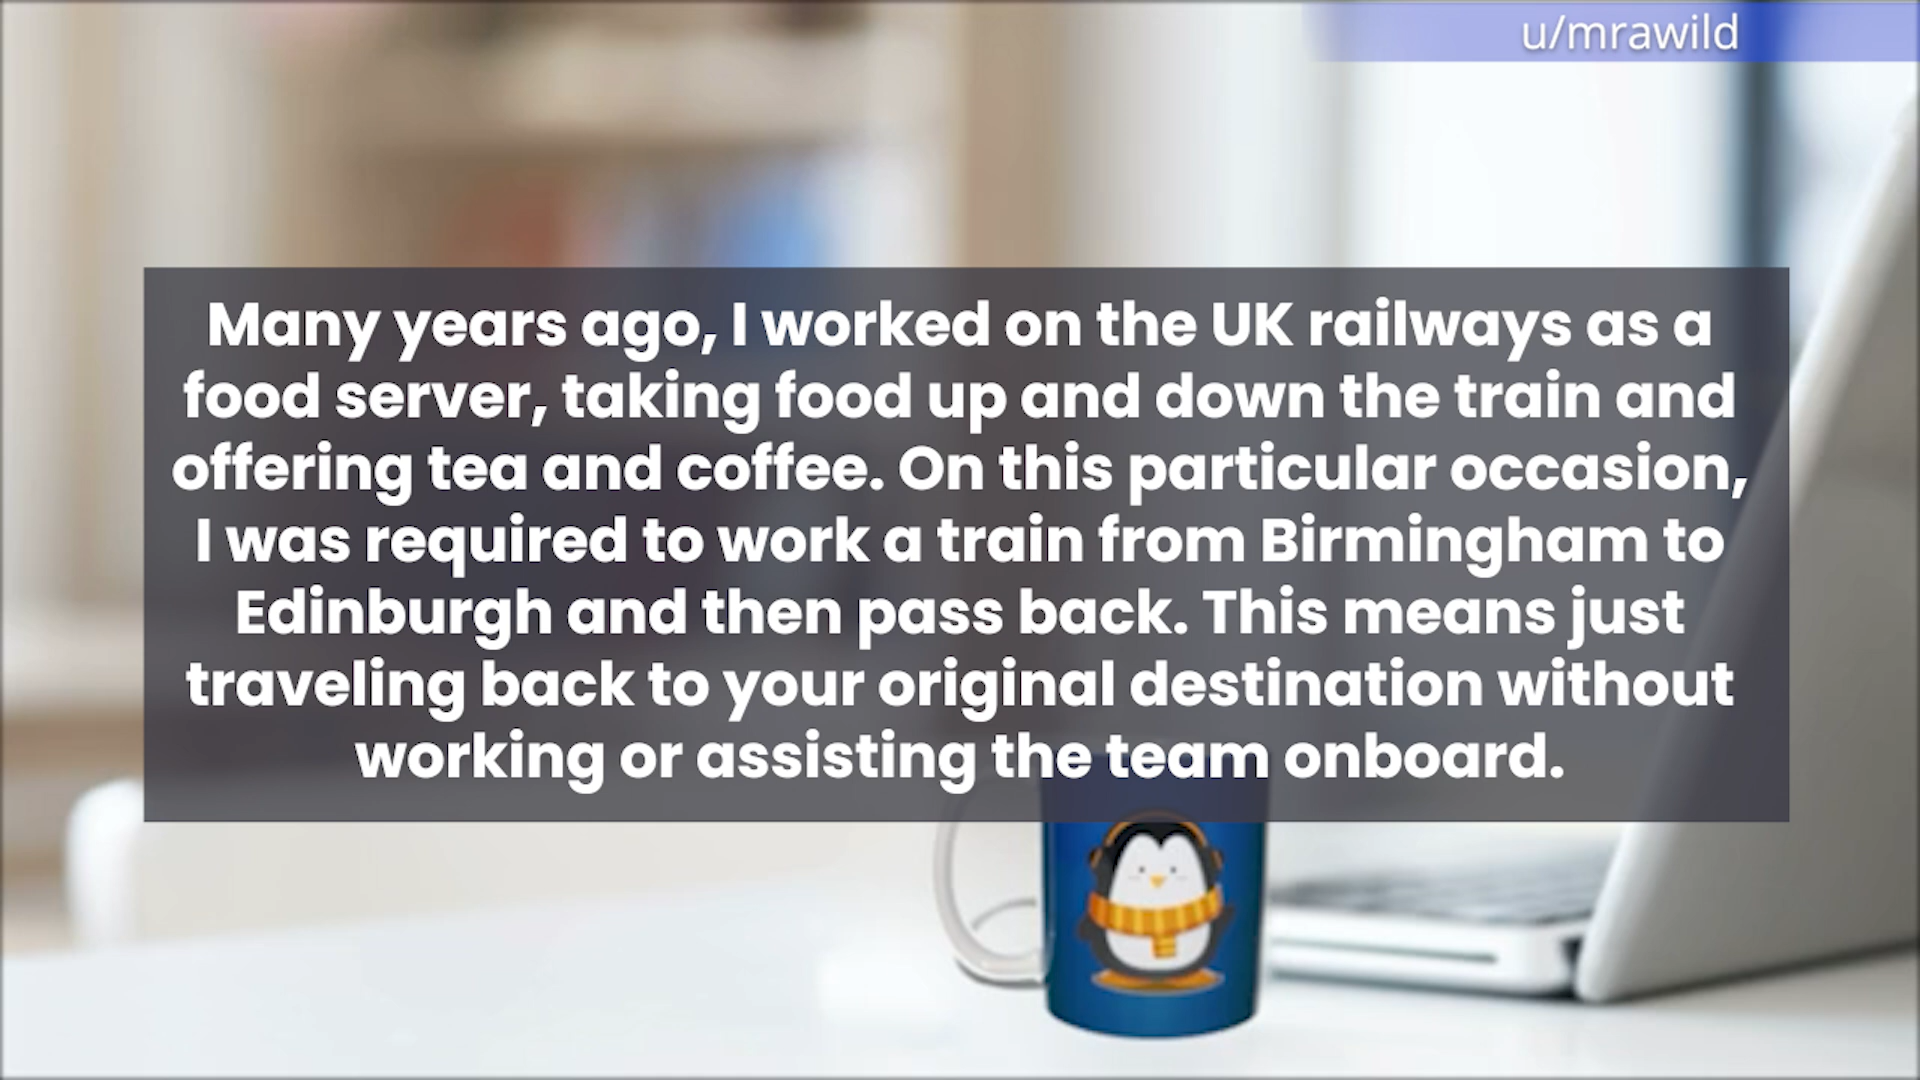 u/mrawild
Many years ago, I worked on the UK railways as a
food server, taking food up and down the train and
offering tea and coffee. On this particular occasion,
I was required to work a train from Birmingham to
Edinburgh and then pass back. This means just
traveling back to your original destination without
working or assisting the team onboard.